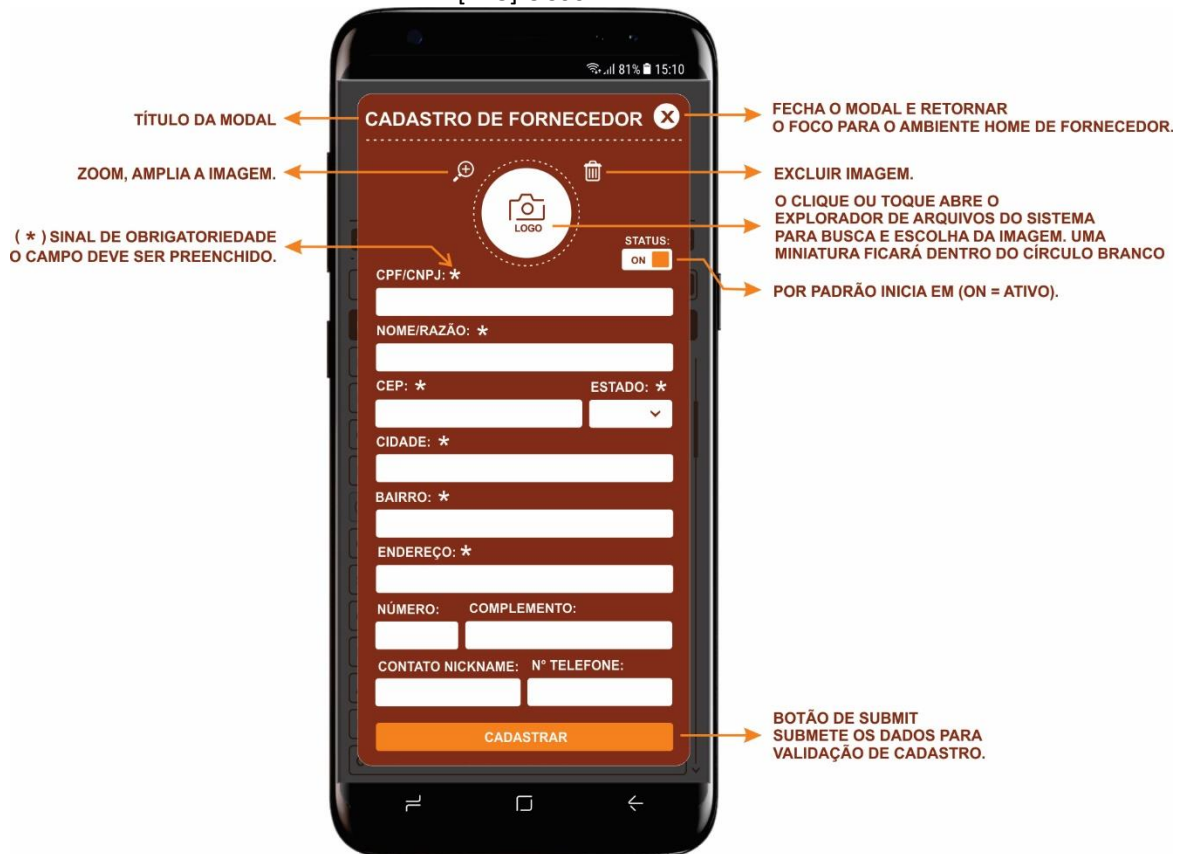 81% 15:10
TÍTULO DA MODAL
CADASTRO DE FORNECEDOR X
FECHA O MODAL E RETORNAR
O FOCO PARA O AMBIENTE HOME DE FORNECEDOR.
ZOOM, AMPLIA A IMAGEM.
EXCLUIR IMAGEM.
LOGO
O CLIQUE OU TOQUE ABRE O
EXPLORADOR DE ARQUIVOS DO SISTEMA
PARA BUSCA E ESCOLHA DA IMAGEM. UMA
MINIATURA FICARÁ DENTRO DO CÍRCULO BRANCO
( * ) SINAL DE OBRIGATORIEDADE
O CAMPO DEVE SER PREENCHIDO.
STATUS:
ON
POR PADRÃO INICIA EM (ON = ATIVO).
CPF/CNPJ: *
NOME/RAZÃO: *
CEP: * ESTADO: *
CIDADE: *
BAIRRO: *
ENDEREÇO: *
NÚMERO: COMPLEMENTO:
CONTATO NICKNAME: N° TELEFONE:
CADASTRAR
BOTÃO DE SUBMIT
SUBMETE OS DADOS PARA
VALIDAÇÃO DE CADASTRO.